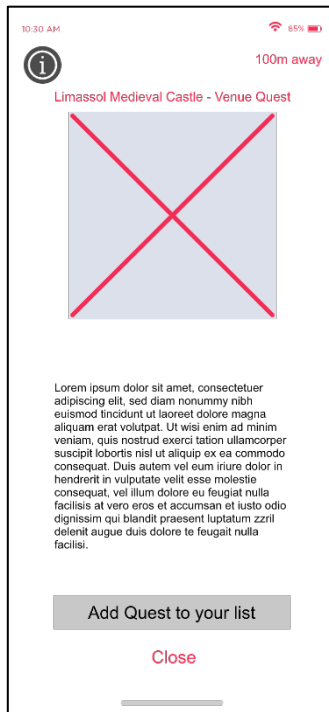 10:30 AM 85%
100m away
Limassol Medieval Castle - Venue Quest
Lorem ipsum dolor sit amet, consectetuer
adipiscing elit, sed diam nonummy nibh
euismod tincidunt ut laoreet dolore magna
aliquam erat volutpat. Ut wisi enim ad minim
veniam, quis nostrud exerci tation ullamcorper
suscipit lobortis nisl ut aliquip ex ea commodo
consequat. Duis autem vel eum iriure dolor in
hendrerit in vulputate velit esse molestie
consequat, vel illum dolore eu feugiat nulla
facilisis at vero eros et accumsan et iusto odio
dignissim qui blandit praesent luptatum zzril
delenit augue duis dolore te feugait nulla
facilisi.
Add Quest to your list
Close